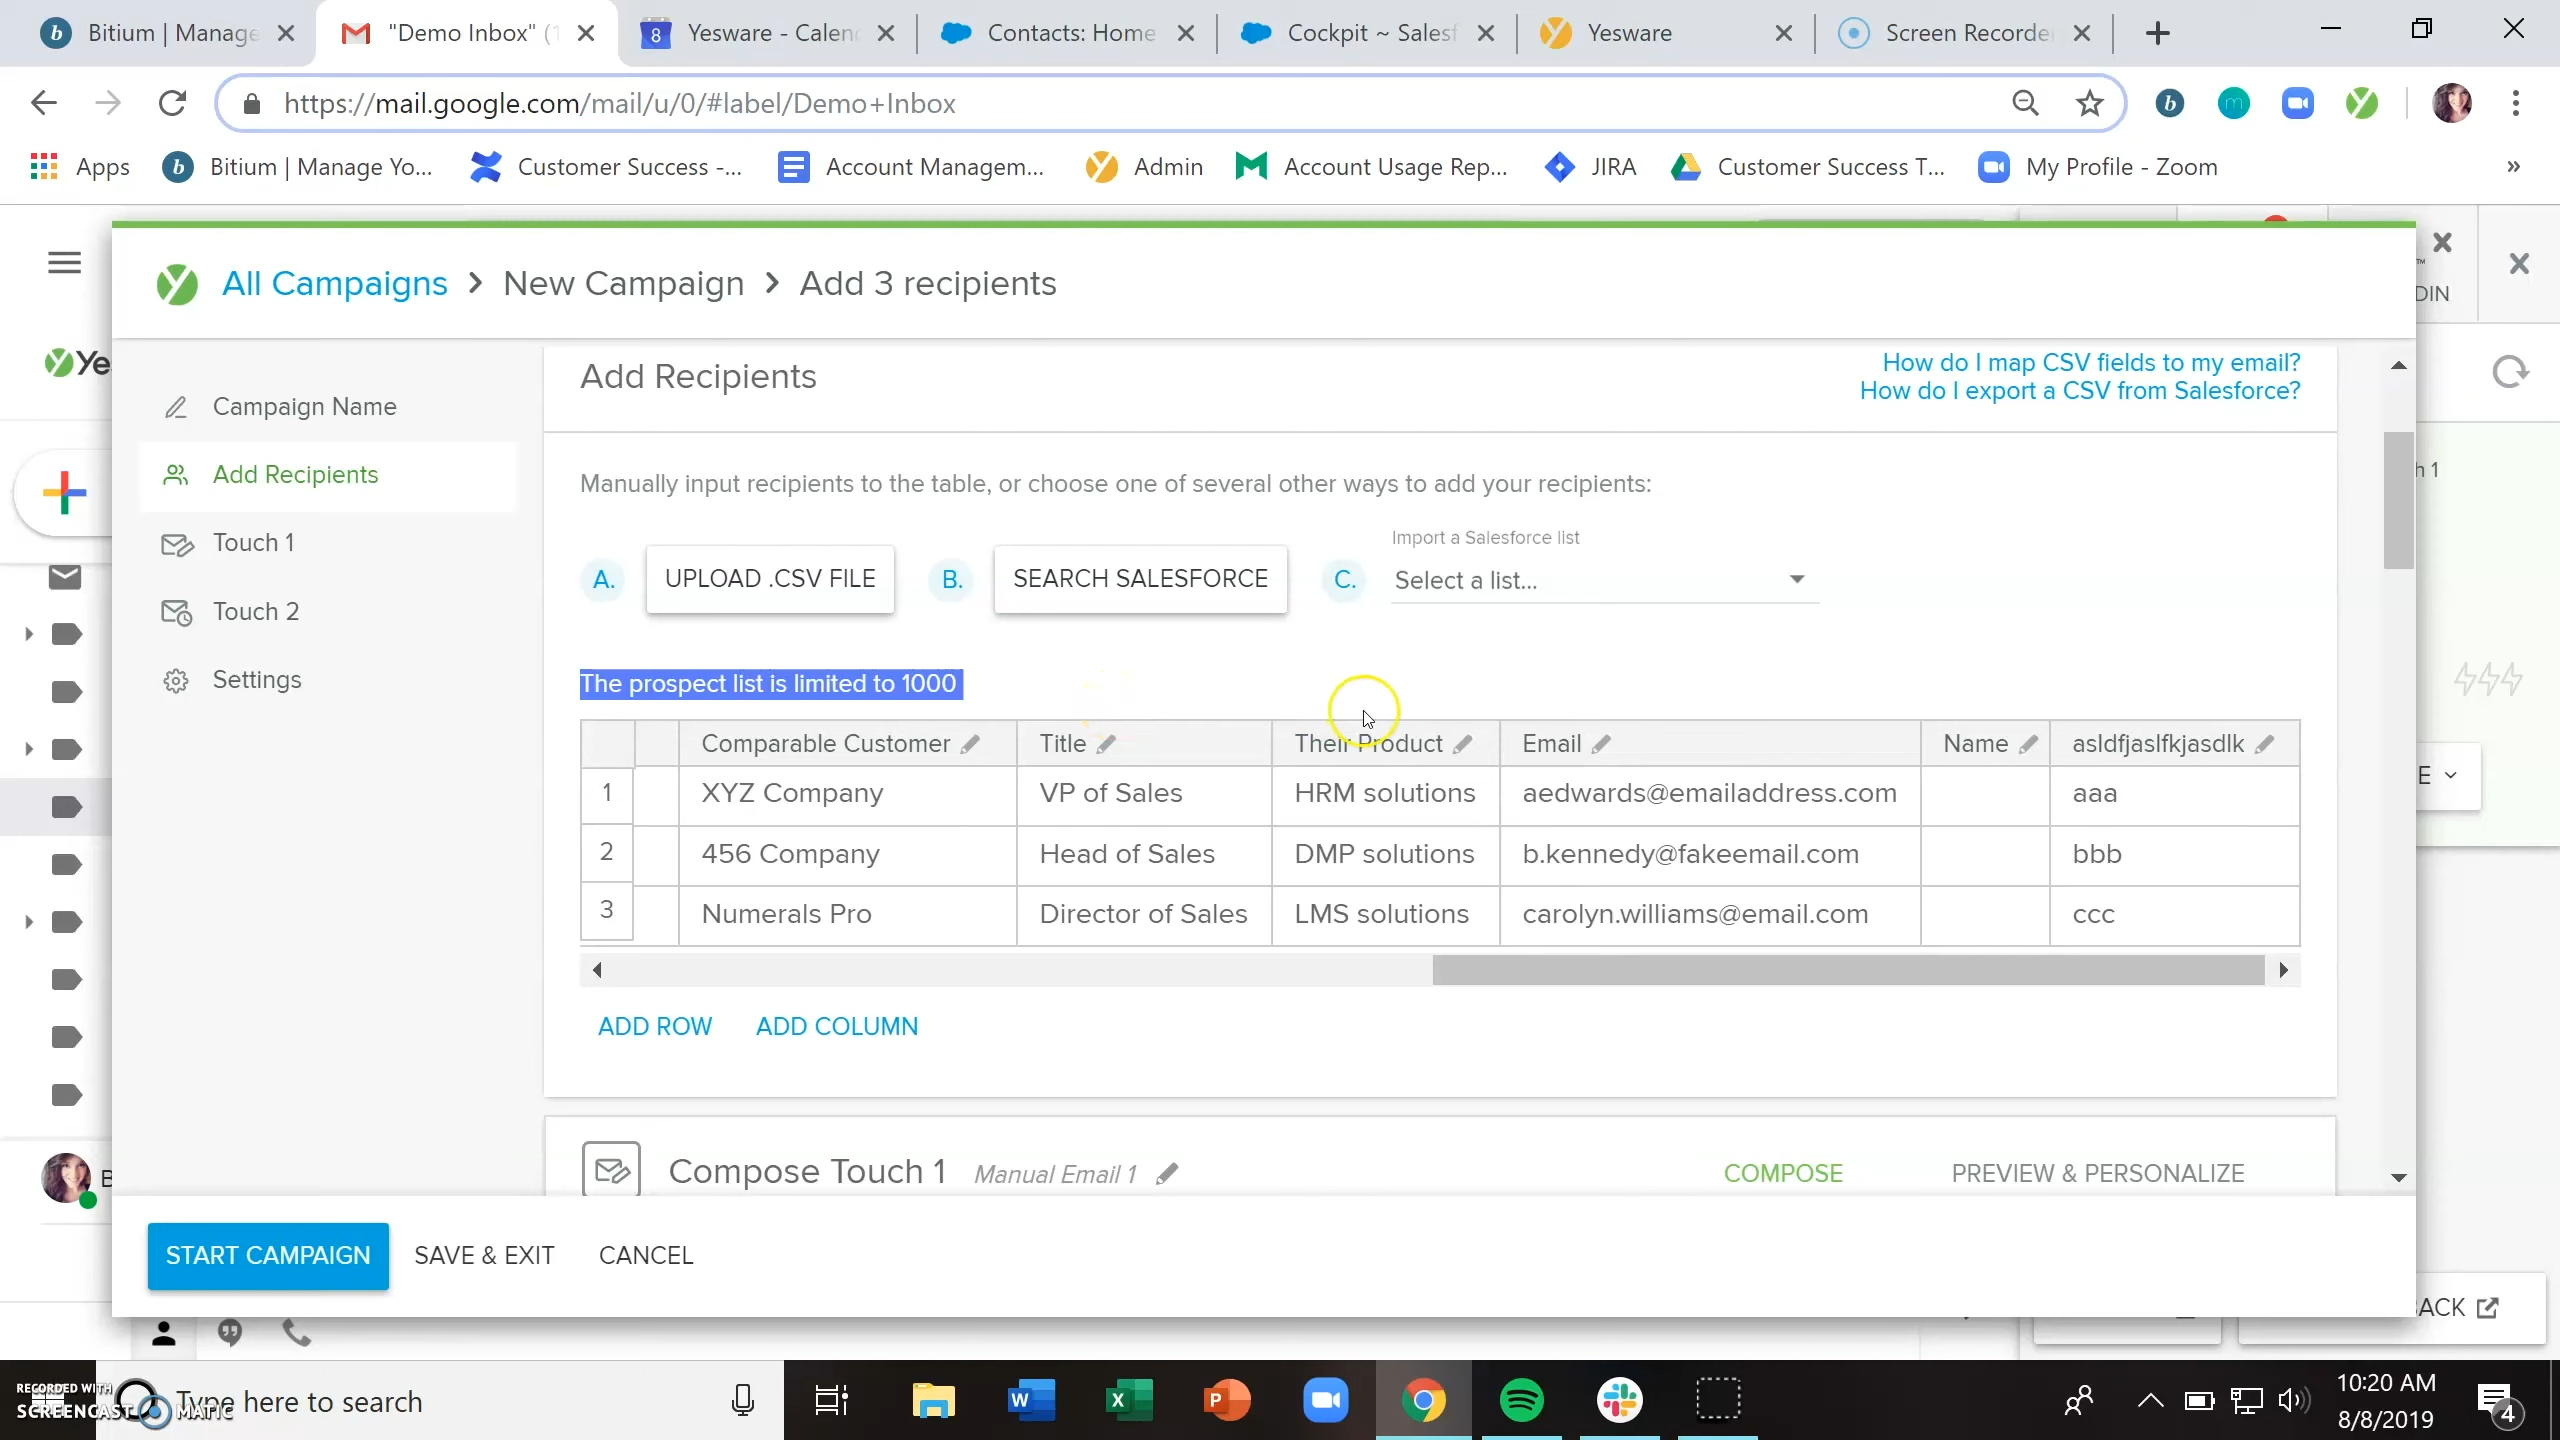 Bitium | Manage
"Demo Inbox" (1
Yesware - Calen
Contacts: Home
Cockpit ~ Salesf
Yesware
Screen Recorde
https://mail.google.com/mail/u/0/#label/Demo+Inbox
Apps
Bitium | Manage Yo...
Customer Success -...
Account Managem...
Admin
Account Usage Rep...
JIRA
Customer Success T...
My Profile - Zoom
All Campaigns > New Campaign > Add 3 recipients
DIN
Ye
Campaign Name
Add Recipients
Touch 1
Touch 2
Settings
Add Recipients
How do I map CSV fields to my email?
How do I export a CSV from Salesforce?
Manually input recipients to the table, or choose one of several other ways to add your recipients:
A. UPLOAD .CSV FILE
B. SEARCH SALESFORCE
C. Import a Salesforce list
Select a list...
The prospect list is limited to 1000
Comparable Customer Title Their Product Email Name asldfjaslfkjasdlk
1 XYZ Company VP of Sales HRM solutions aedwards@emailaddress.com aaa
2 456 Company Head of Sales DMP solutions b.kennedy@fakeemail.com bbb
3 Numerals Pro Director of Sales LMS solutions carolyn.williams@email.com ccc
ADD ROW ADD COLUMN
Compose Touch 1 Manual Email 1 COMPOSE PREVIEW & PERSONALIZE
START CAMPAIGN SAVE & EXIT CANCEL
h 1
E
B
ACK
RECORDED WITH
SCREENCAST MATIC
Type here to search
10:20 AM
8/8/2019
4